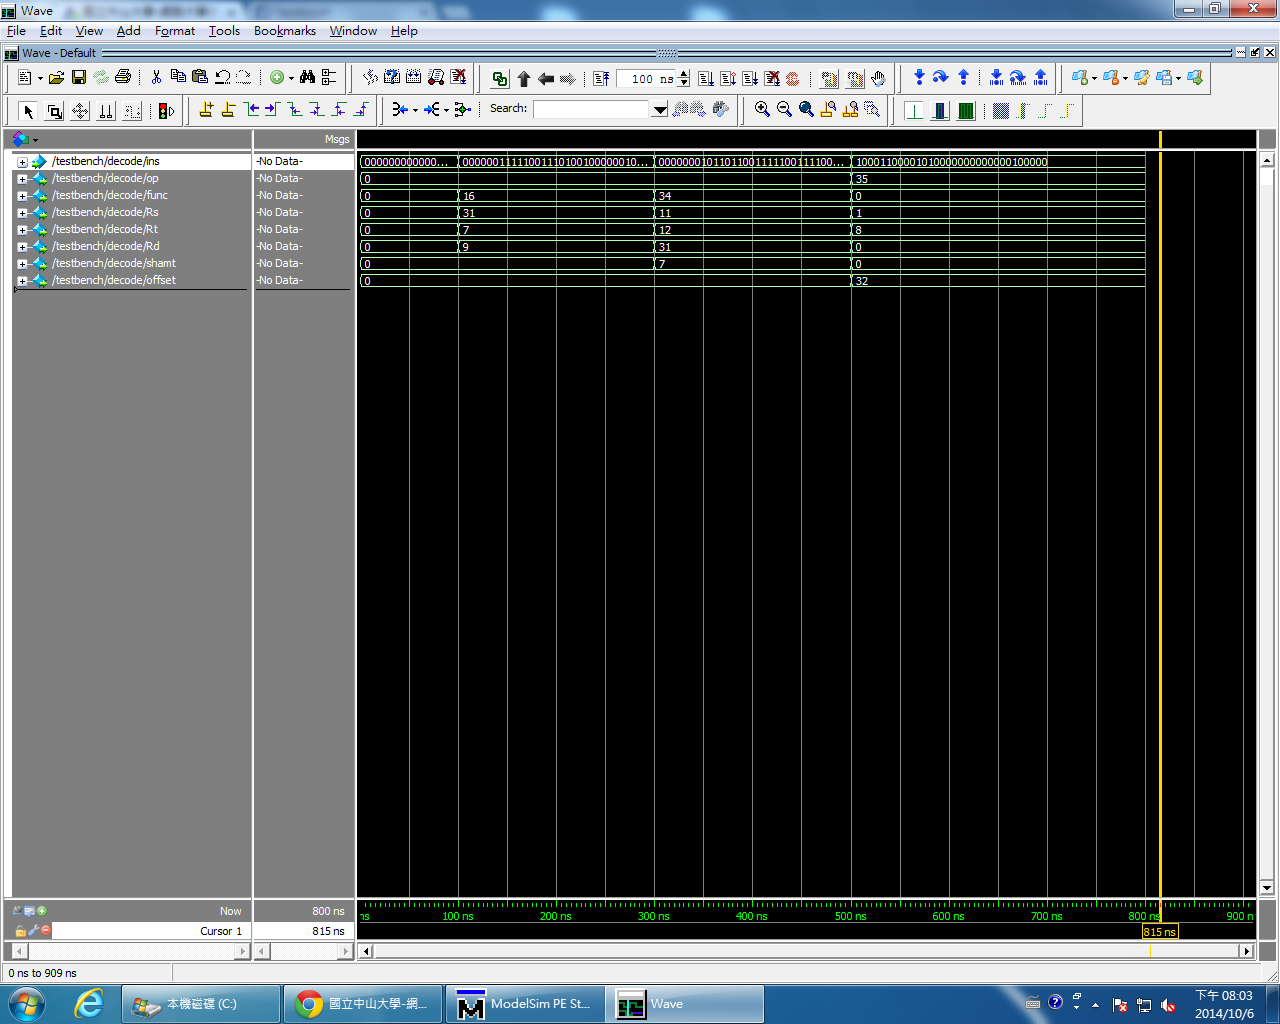 Wave
File Edit View Add Format Tools Bookmarks Window Help
Wave - Default
100 ns
Search:
Msgs
/testbench/decode/ins -No Data- 000000000000... 0000001111100111010010000010... 0000000101101100111110011100... 10001100001010000000000000100000
/testbench/decode/op -No Data- 0 35
/testbench/decode/func -No Data- 0 16 34 0
/testbench/decode/Rs -No Data- 0 31 11 1
/testbench/decode/Rt -No Data- 0 7 12 8
/testbench/decode/Rd -No Data- 0 9 31 0
/testbench/decode/shamt -No Data- 0 7 0
/testbench/decode/offset -No Data- 0 32
Now 800 ns ns 100 ns 200 ns 300 ns 400 ns 500 ns 600 ns 700 ns 800 ns 900 n
Cursor 1 815 ns 815 ns
0 ns to 909 ns
本機磁碟 (C:) 國立中山大學-網... ModelSim PE St... Wave
下午 08:03
2014/10/6